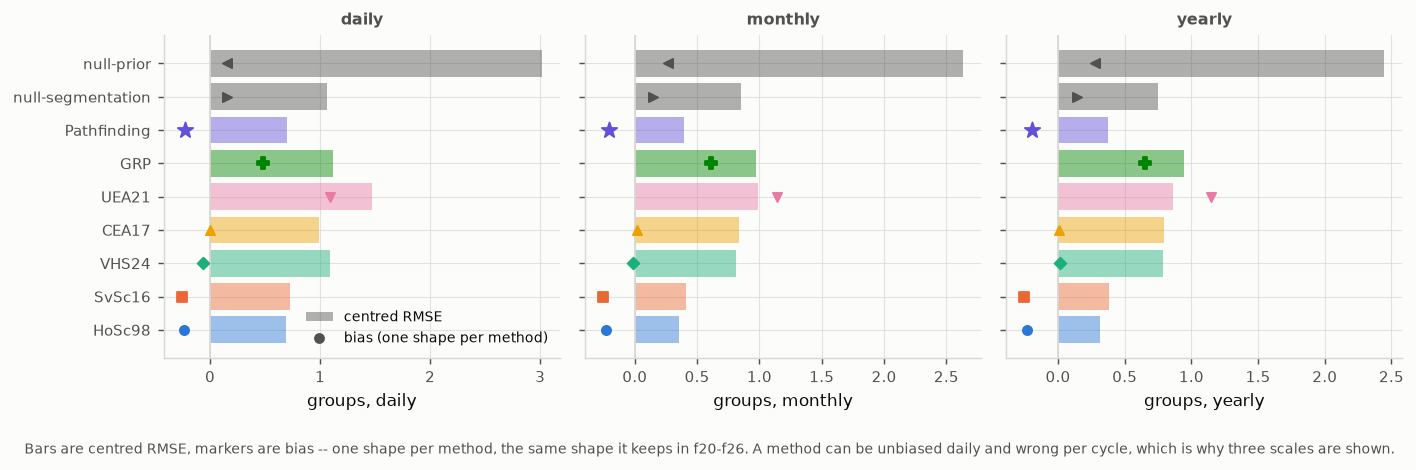 daily
monthly
yearly
null-prior
null-segmentation
Pathfinding
GRP
UEA21
CEA17
VHS24
SvSc16
HoSc98
centred RMSE
bias (one shape per method)
0 1 2 3
0.0 0.5 1.0 1.5 2.0 2.5
0.0 0.5 1.0 1.5 2.0 2.5
groups, daily
groups, monthly
groups, yearly
Bars are centred RMSE, markers are bias -- one shape per method, the same shape it keeps in f20-f26. A method can be unbiased daily and wrong per cycle, which is why three scales are shown.